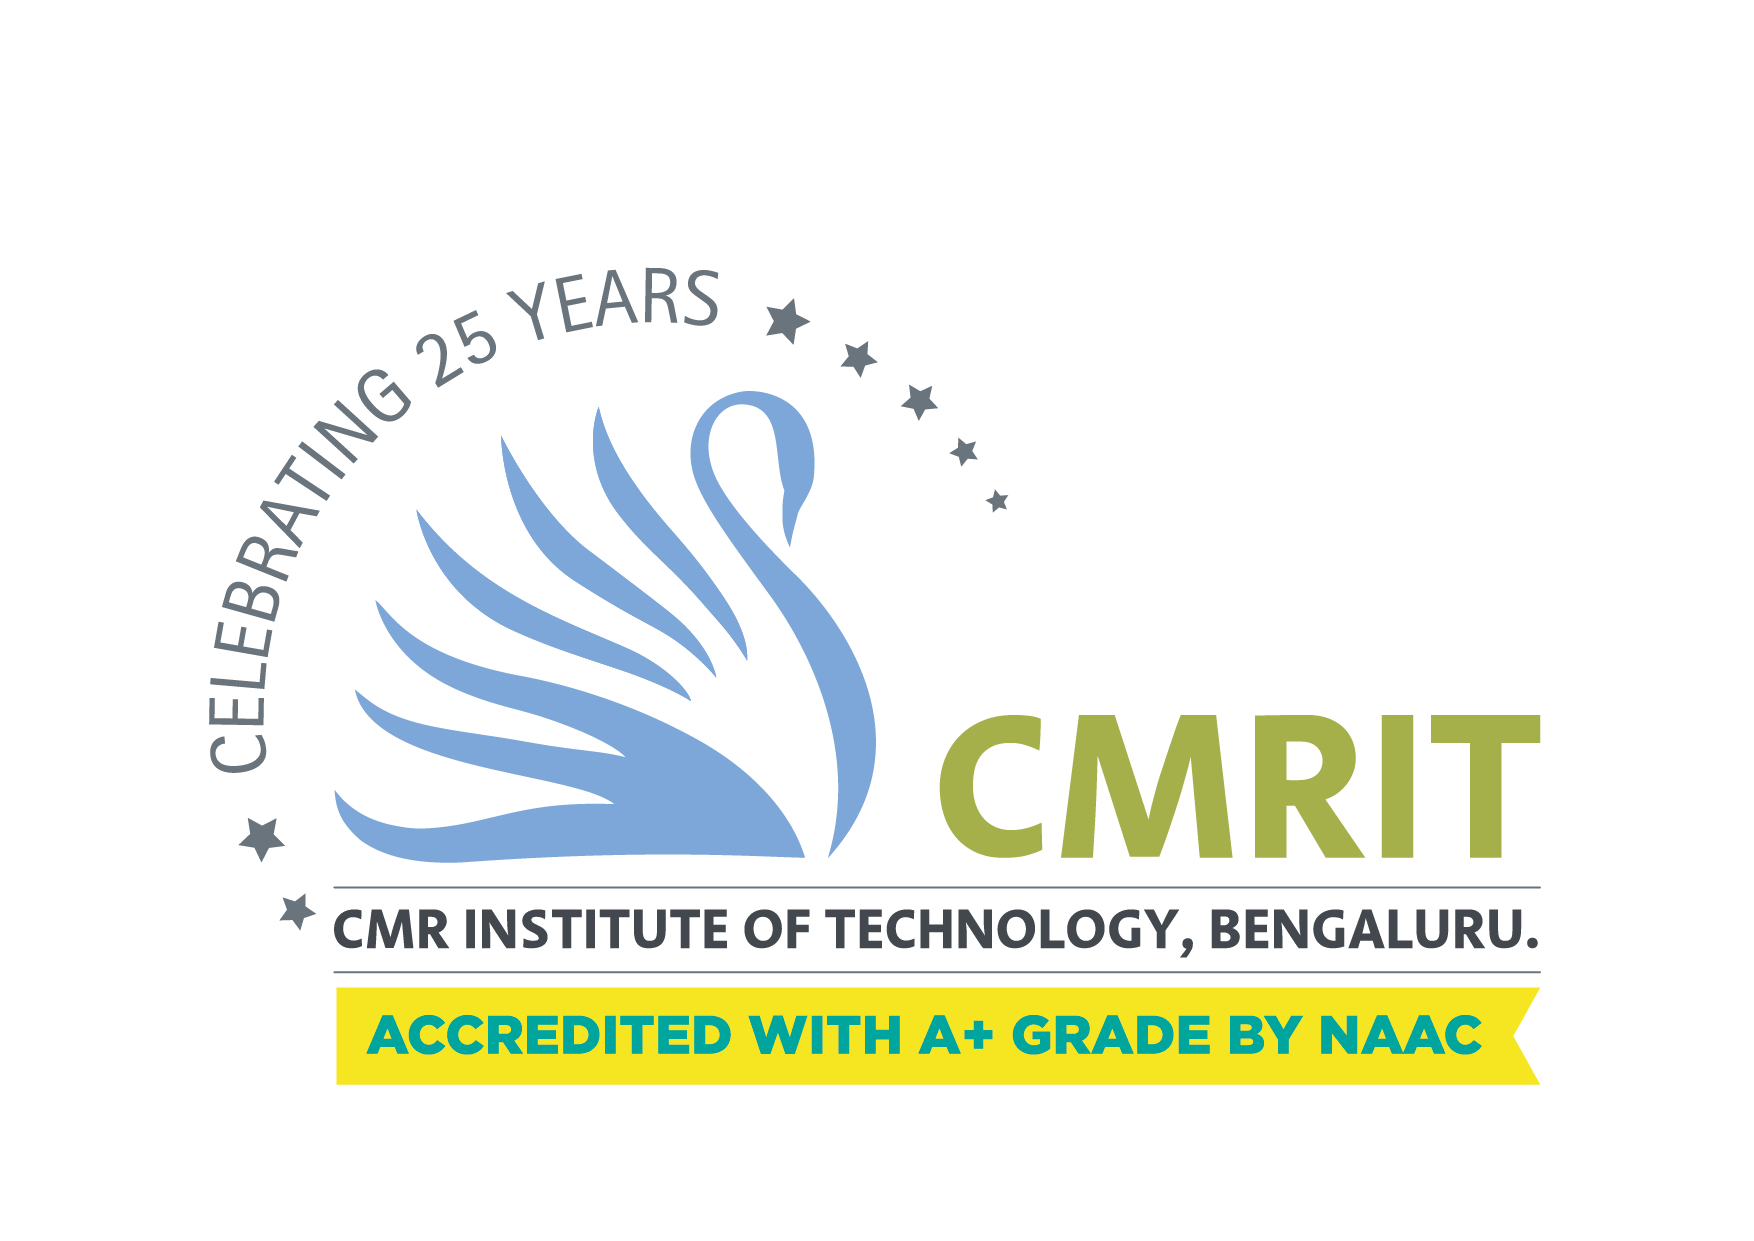 CELEBRATING 25 YEARS
CMRIT
CMR INSTITUTE OF TECHNOLOGY, BENGALURU.
ACCREDITED WITH A+ GRADE BY NAAC